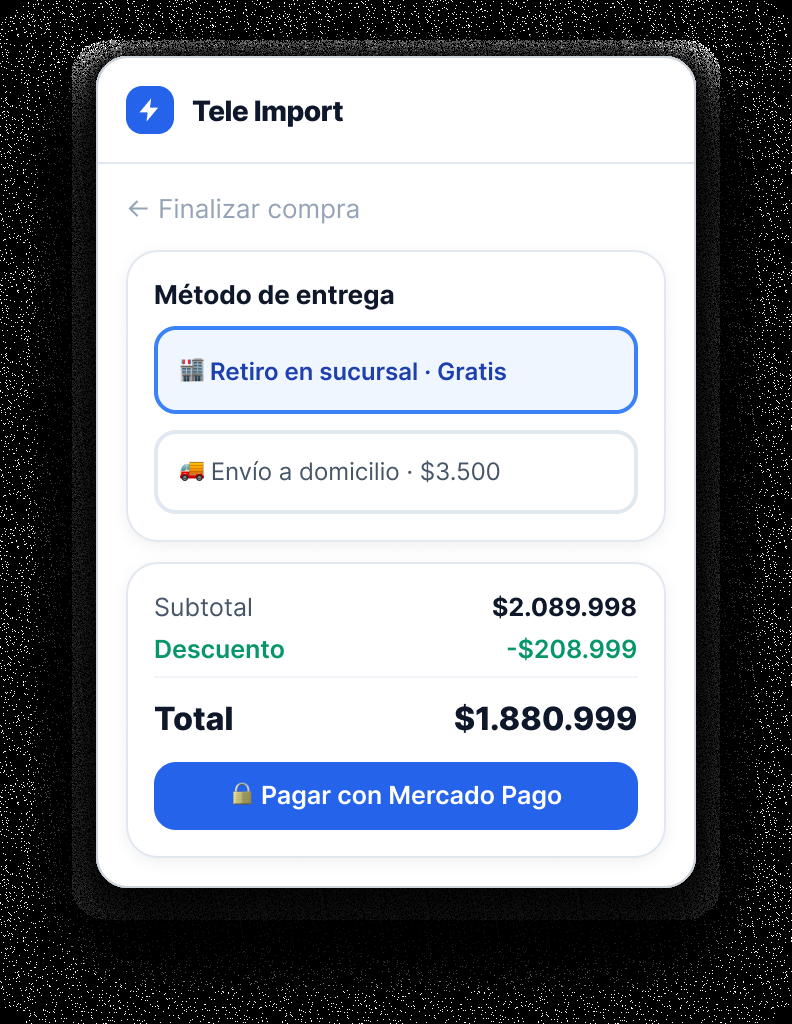 Tele Import
← Finalizar compra
Método de entrega
🏬 Retiro en sucursal · Gratis
🚚 Envío a domicilio · $3.500
Subtotal $2.089.998
Descuento -$208.999
Total $1.880.999
🔒 Pagar con Mercado Pago